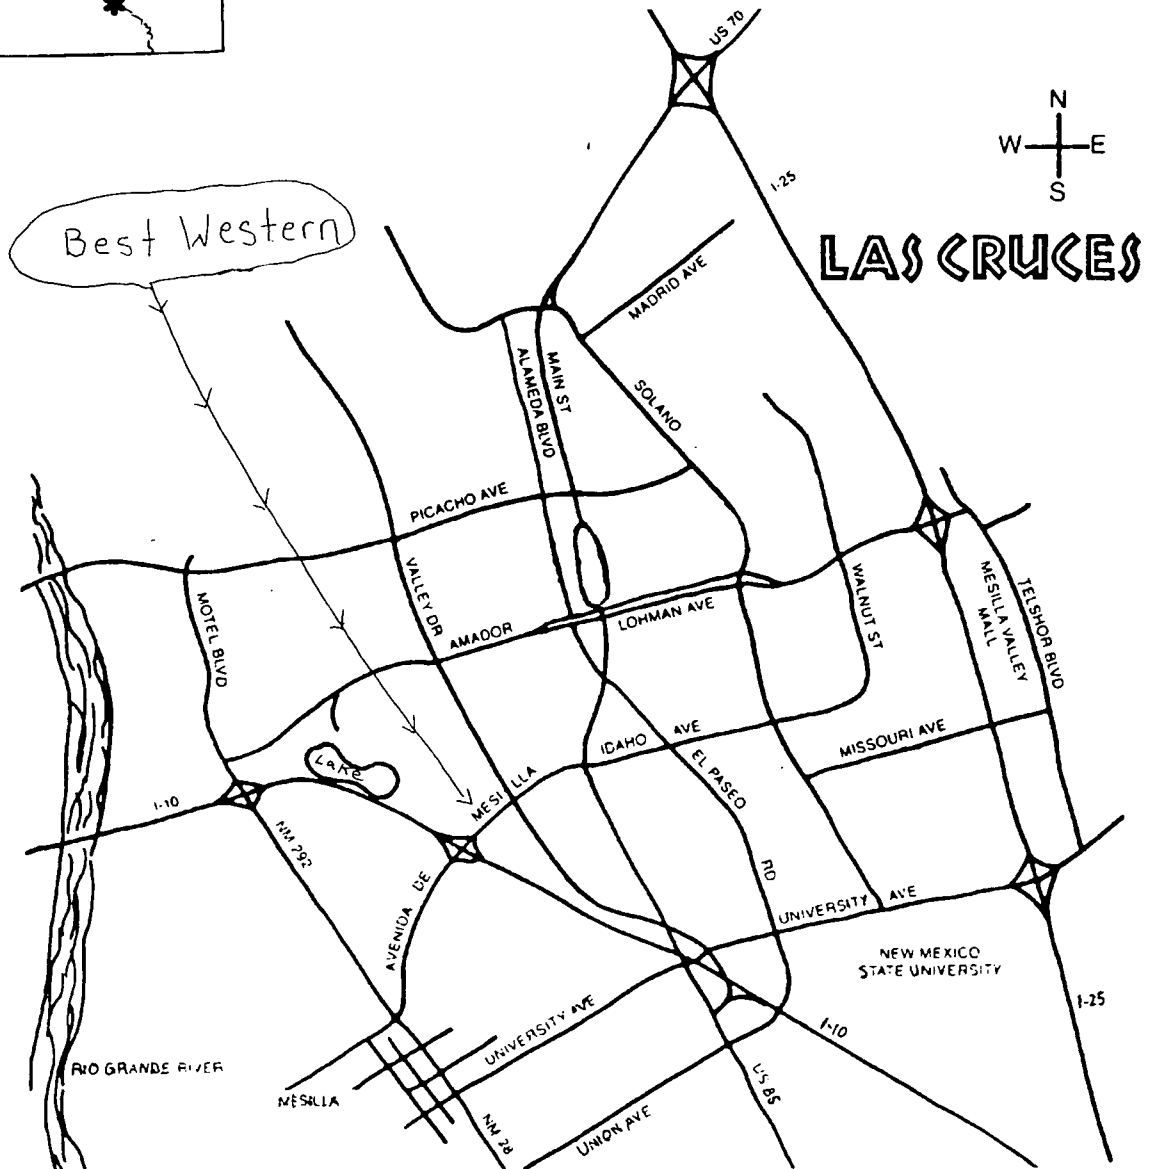 US 70
N
W E
S
I-25
LAS CRUCES
Best Western
MADRID AVE
ALAMEDA BLVD
MAIN ST
SOLANO
PICACHO AVE
MOTEL BLVD
VALLEY DR
AMADOR
LOHMAN AVE
WALNUT ST
MESILLA VALLEY
MALL
TELSHOR BLVD
Lake
IDAHO AVE
MISSOURI AVE
EL PASEO RD
I-10
NM 292
AVENIDA DE MESILLA
UNIVERSITY AVE
NEW MEXICO
STATE UNIVERSITY
I-25
UNIVERSITY AVE
I-10
RIO GRANDE RIVER
MESILLA
NM 28
UNION AVE
US 85